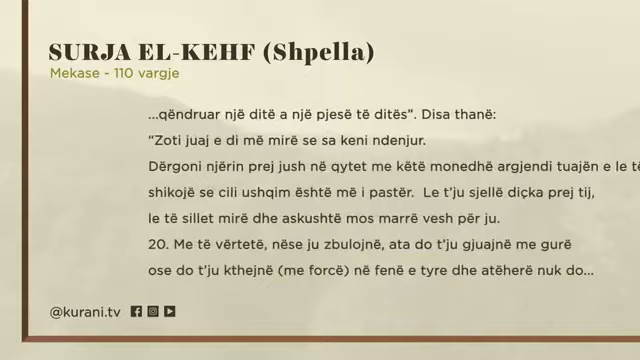 SURJA EL-KEHF (Shpella)
Mekase - 110 vargje
...qëndruar një ditë a një pjesë të ditës”. Disa thanë:
“Zoti juaj e di më mirë se sa keni ndenjur.
Dërgoni njërin prej jush në qytet me këtë monedhë argjendi tuajën e le të
shikojë se cili ushqim është më i pastër. Le t’ju sjellë diçka prej tij,
le të sillet mirë dhe askushtë mos marrë vesh për ju.
20. Me të vërtetë, nëse ju zbulojnë, ata do t’ju gjuajnë me gurë
ose do t’ju kthejnë (me forcë) në fenë e tyre dhe atëherë nuk do...
@kurani.tv